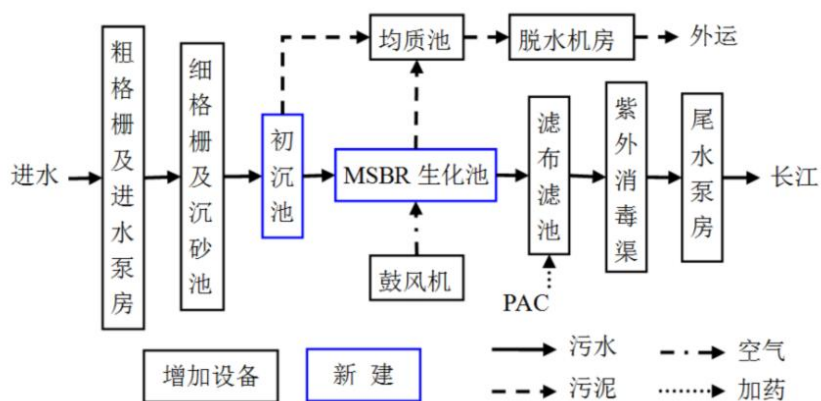 均质池
脱水机房
外运
进水
粗格栅及进水泵房
细格栅及沉砂池
初沉池
MSBR 生化池
滤布滤池
紫外消毒渠
尾水泵房
长江
鼓风机
PAC
增加设备
新 建
污水
空气
污泥
加药